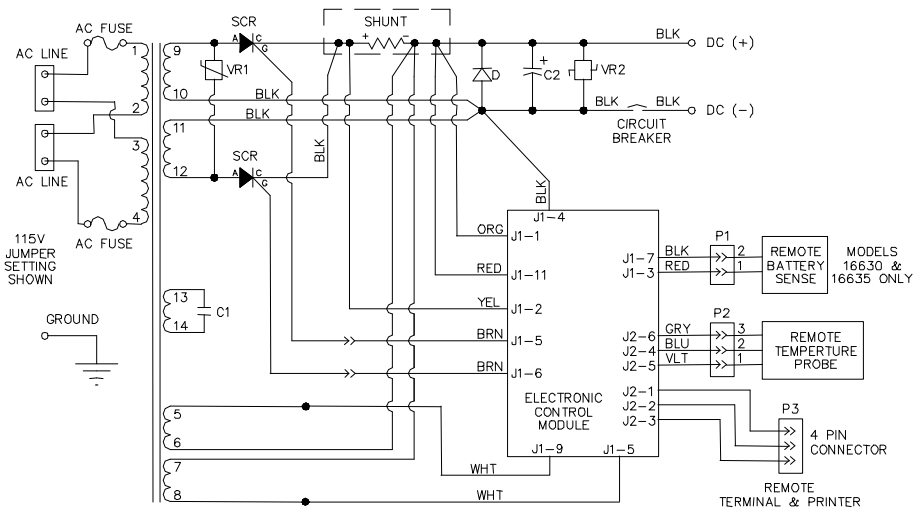 AC FUSE
AC LINE
AC LINE
AC FUSE
115V
JUMPER
SETTING
SHOWN
GROUND
1
2
3
4
9
10
11
12
13
14
5
6
7
8
SCR
A C
G
VR1
BLK
BLK
SCR
A C
G
BLK
C1
SHUNT
+ -
D
+
C2
VR2
BLK
DC (+)
BLK
BLK
DC (-)
CIRCUIT
BREAKER
BLK
J1-4
ORG
J1-1
RED
J1-11
YEL
J1-2
BRN
J1-5
BRN
J1-6
ELECTRONIC
CONTROL
MODULE
J1-9
J1-5
WHT
WHT
J1-7
BLK
J1-3
RED
P1
2
1
REMOTE
BATTERY
SENSE
MODELS
16630 &
16635 ONLY
J2-6
GRY
J2-4
BLU
J2-5
VLT
P2
3
2
1
REMOTE
TEMPERTURE
PROBE
J2-1
J2-2
J2-3
P3
4 PIN
CONNECTOR
REMOTE
TERMINAL & PRINTER